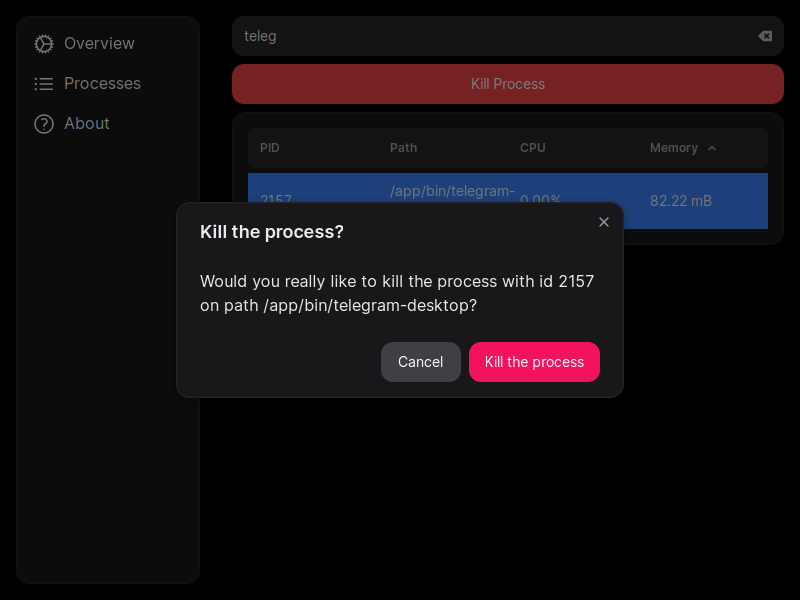 Overview
Processes
About
teleg
Kill Process
PID Path CPU Memory
2157 /app/bin/telegram- 0.00% 82.22 mB
Kill the process?
Would you really like to kill the process with id 2157
on path /app/bin/telegram-desktop?
Cancel Kill the process